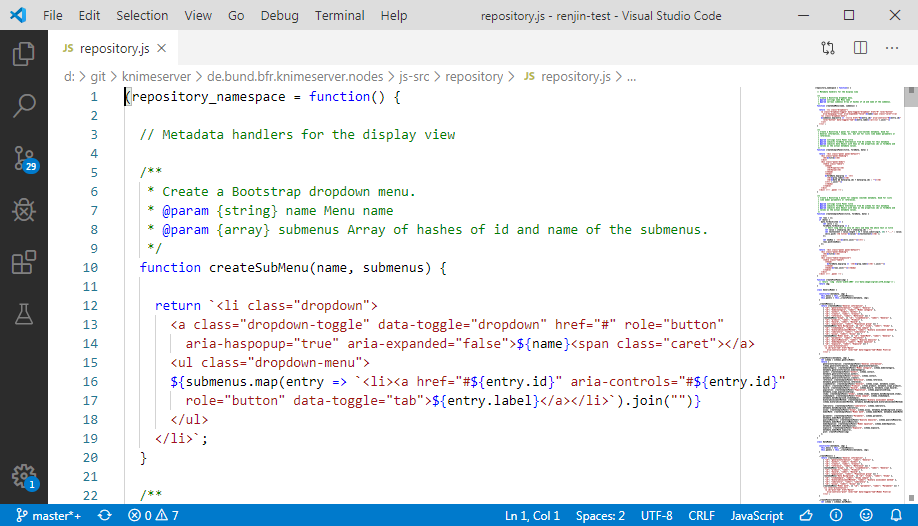 File Edit Selection View Go Debug Terminal Help repository.js - renjin-test - Visual Studio Code
JS repository.js
d: > git > knimeserver > de.bund.bfr.knimeserver.nodes > js-src > repository > JS repository.js > ...
1 (repository_namespace = function() {
2
3 // Metadata handlers for the display view
4
5 /**
6 * Create a Bootstrap dropdown menu.
7 * @param {string} name Menu name
8 * @param {array} submenus Array of hashes of id and name of the submenus.
9 */
10 function createSubMenu(name, submenus) {
11
12 return `<li class="dropdown">
13 <a class="dropdown-toggle" data-toggle="dropdown" href="#" role="button"
14 aria-haspopup="true" aria-expanded="false">${name}<span class="caret"></a>
15 <ul class="dropdown-menu">
16 ${submenus.map(entry => `<li><a href="#${entry.id}" aria-controls="#${entry.id}"
17 role="button" data-toggle="tab">${entry.label}</a></li>`).join("")}
18 </ul>
19 </li>`;
20 }
21
22 /**
29
1
master*+ 0 7 Ln 1, Col 1 Spaces: 2 UTF-8 CRLF JavaScript